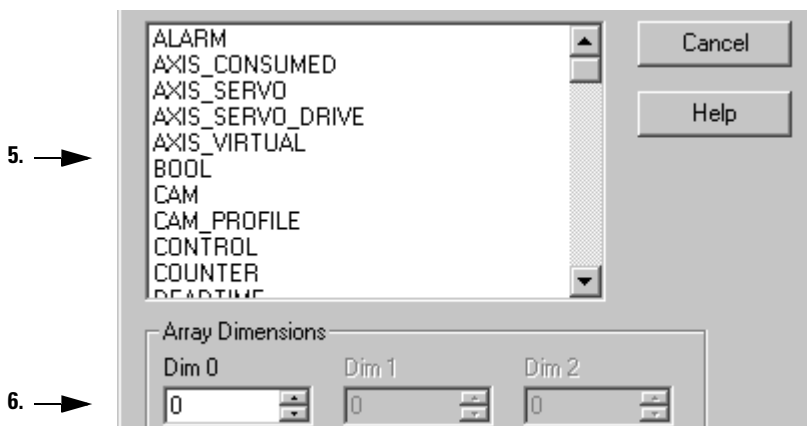 ALARM
AXIS_CONSUMED
AXIS_SERVO
AXIS_SERVO_DRIVE
AXIS_VIRTUAL
BOOL
CAM
CAM_PROFILE
CONTROL
COUNTER
DEADTIME
Cancel
Help
5.
Array Dimensions
Dim 0 Dim 1 Dim 2
6.
0 0 0